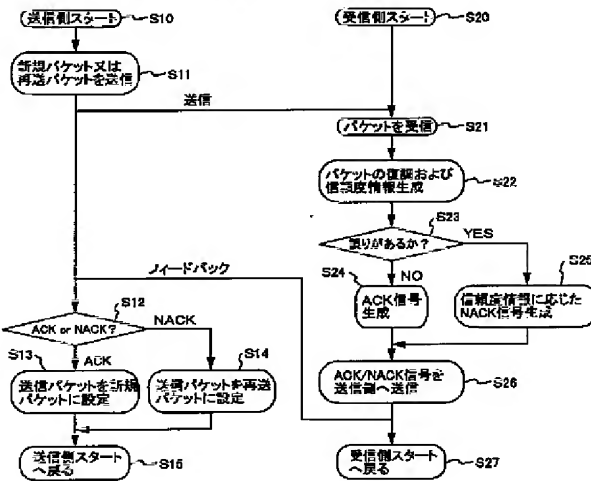 送信側スタート
S10
新規パケット又は
再送パケットを送信
S11
送信
受信側スタート
S20
パケットを受信
S21
パケットの復調および
信頼度情報生成
S22
誤りがあるか?
S23
YES
NO
S24
ACK信号
生成
S25
信頼度情報に応じた
NACK信号生成
フィードバック
ACK or NACK?
S12
NACK
ACK
S13
送信パケットを新規
パケットに設定
S14
送信パケットを再送
パケットに設定
ACK/NACK信号を
送信側へ送信
S26
送信側スタート
へ戻る
S15
受信側スタート
へ戻る
S27